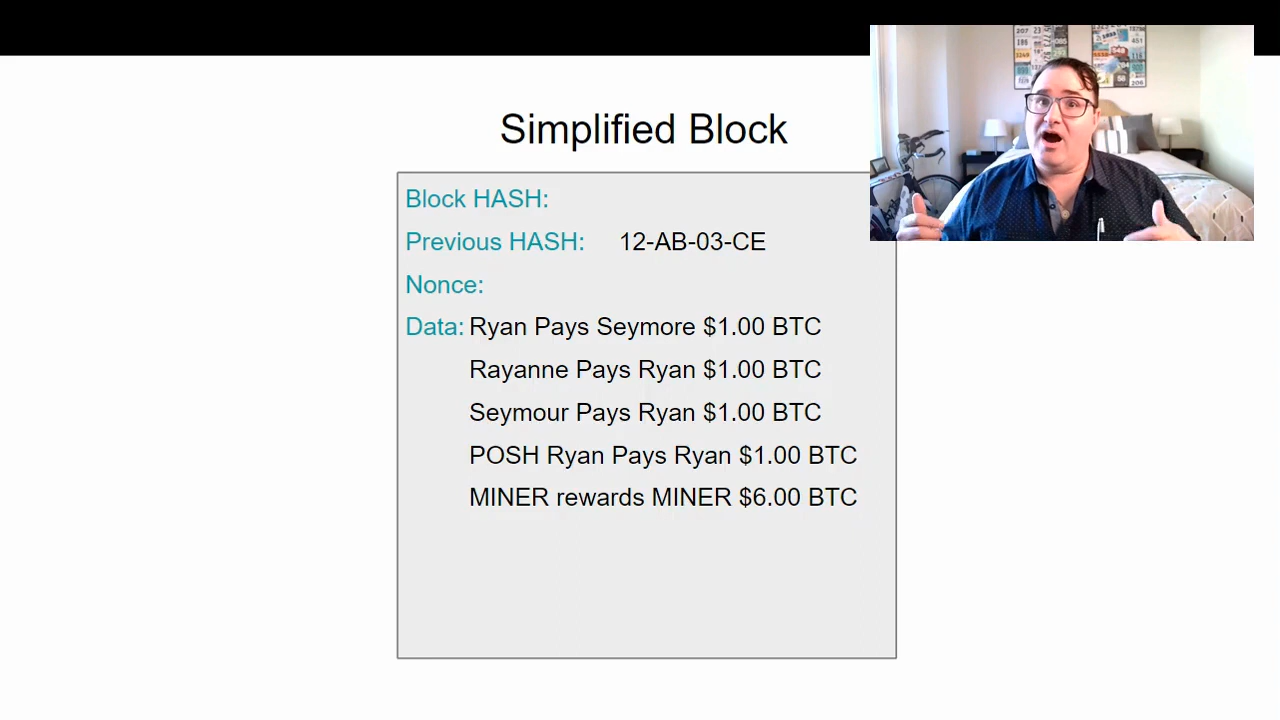 Simplified Block
Block HASH:
Previous HASH: 12-AB-03-CE
Nonce:
Data: Ryan Pays Seymore $1.00 BTC
Rayanne Pays Ryan $1.00 BTC
Seymour Pays Ryan $1.00 BTC
POSH Ryan Pays Ryan $1.00 BTC
MINER rewards MINER $6.00 BTC